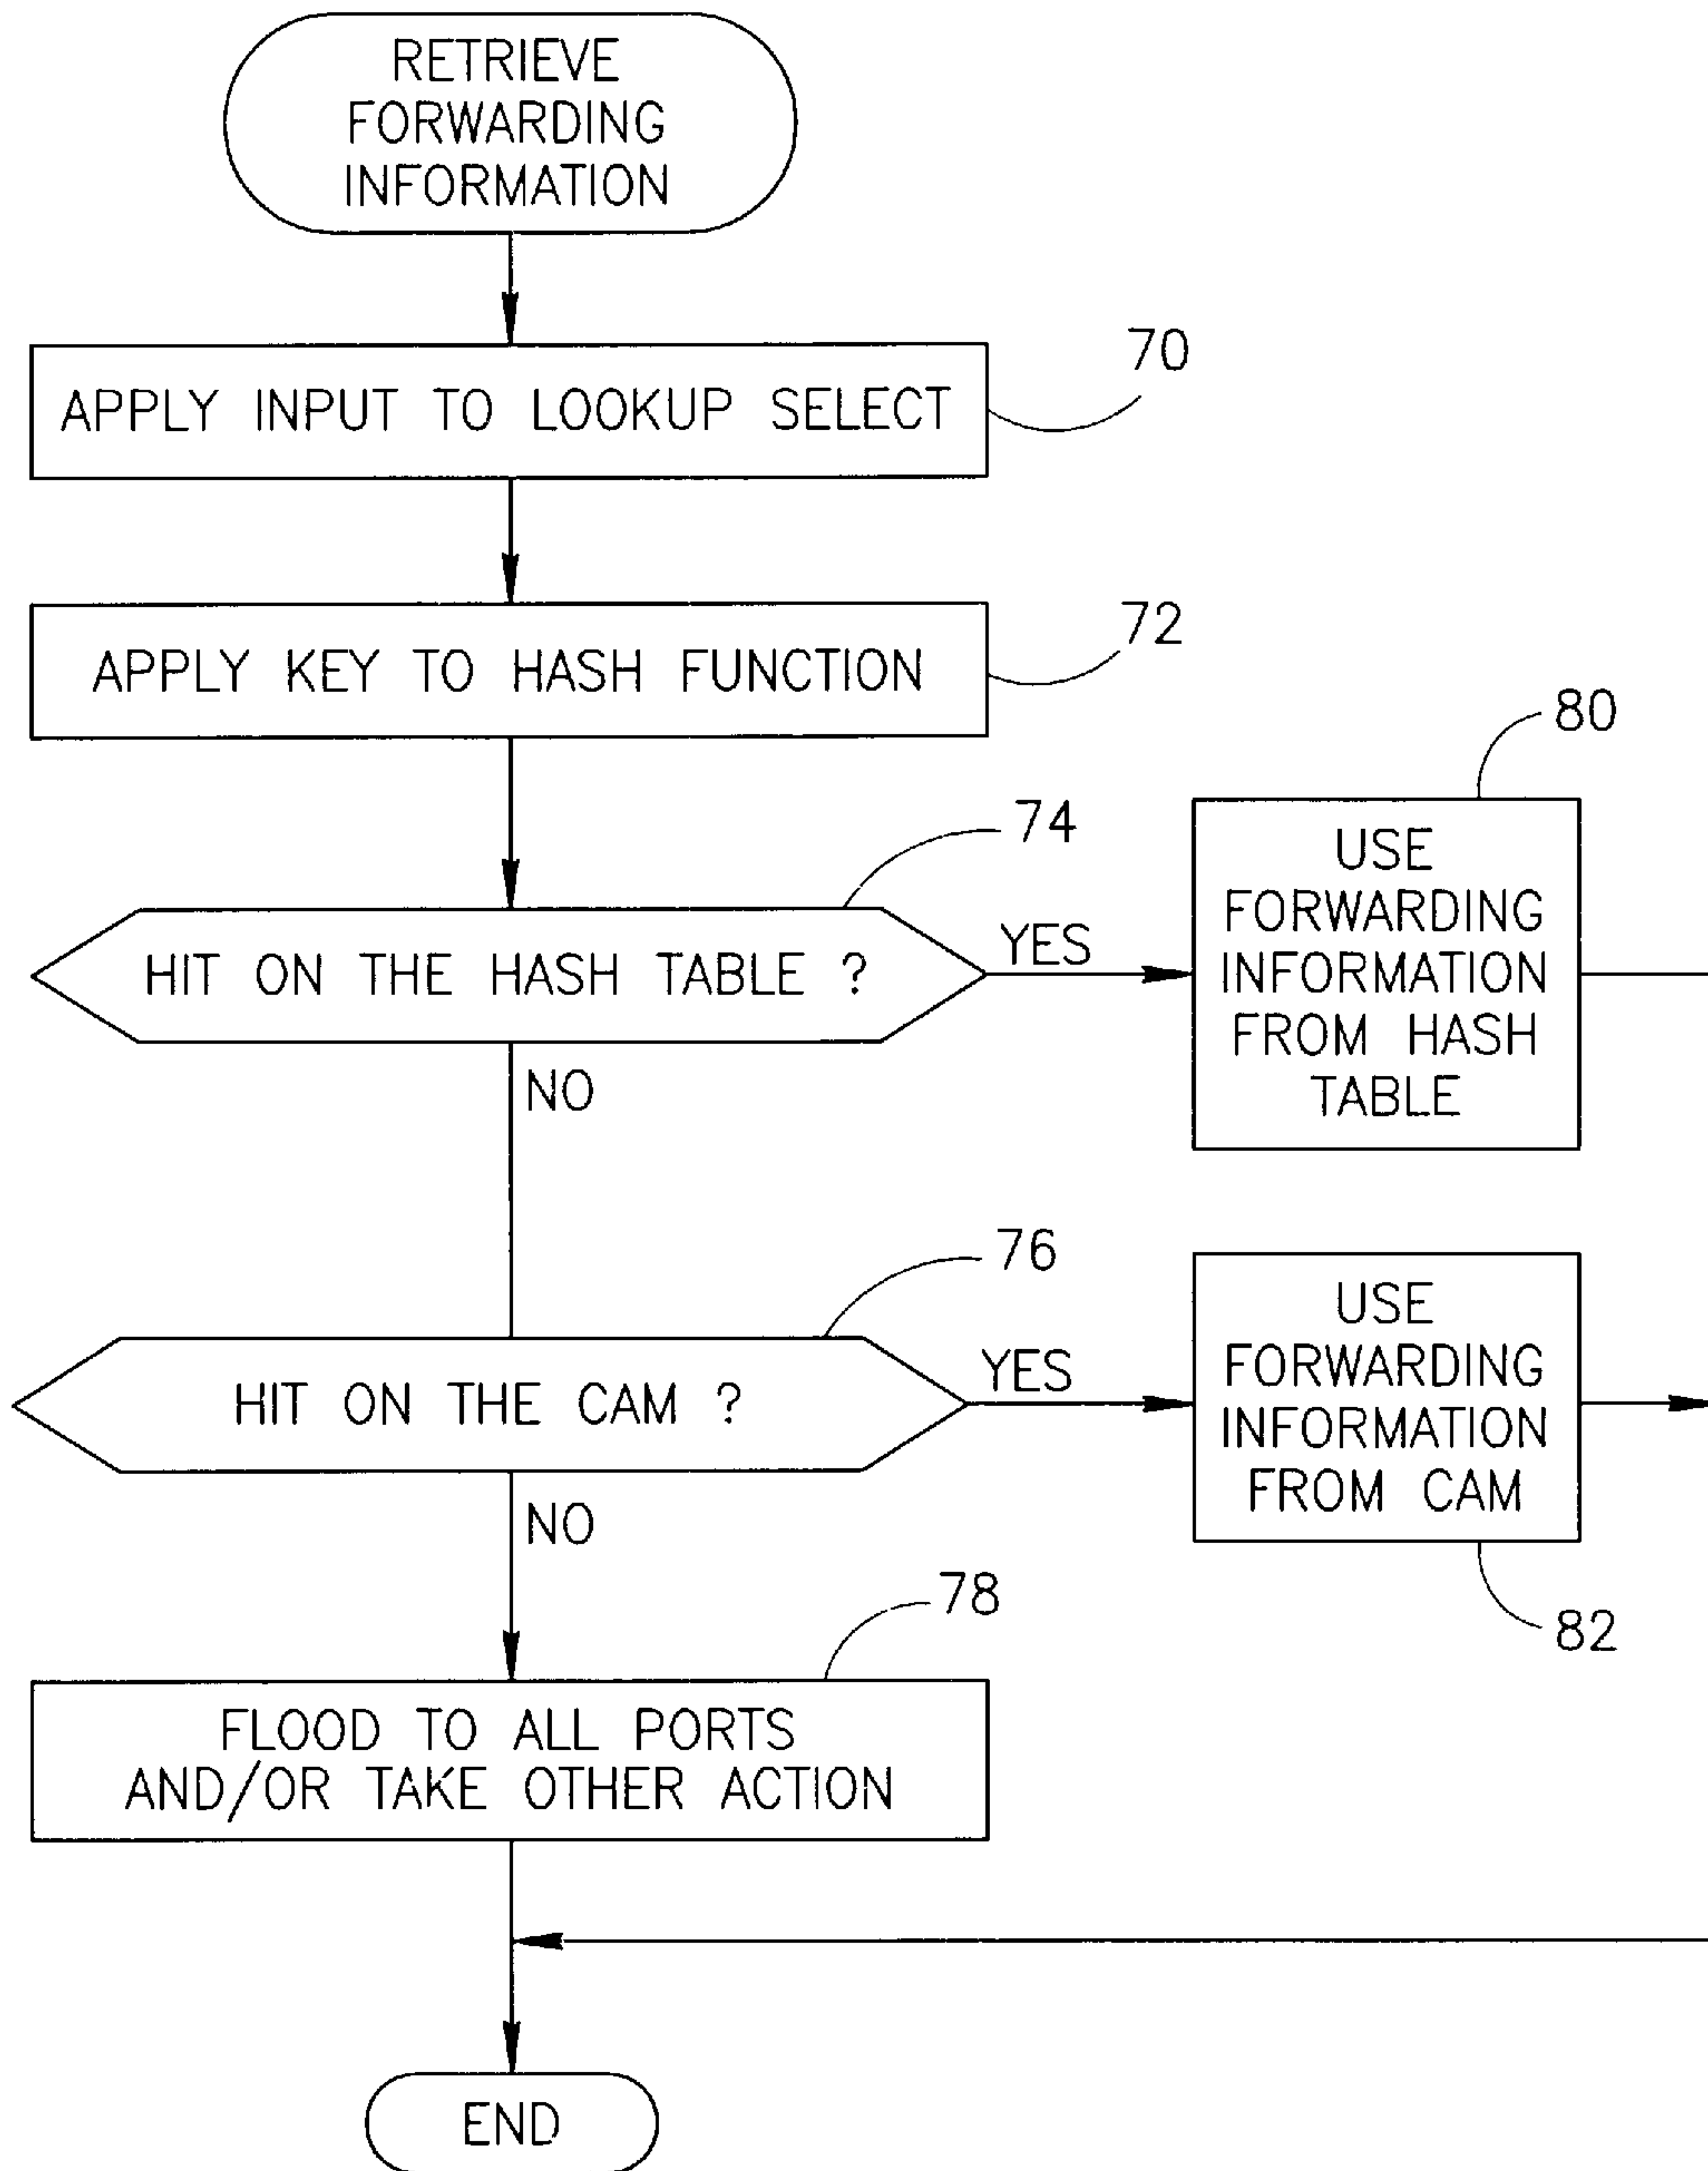 RETRIEVE
FORWARDING
INFORMATION
70
APPLY INPUT TO LOOKUP SELECT
72
APPLY KEY TO HASH FUNCTION
80
74
USE
FORWARDING
INFORMATION
FROM HASH
TABLE
HIT ON THE HASH TABLE ?
YES
NO
76
USE
FORWARDING
INFORMATION
FROM CAM
HIT ON THE CAM ?
YES
NO
82
78
FLOOD TO ALL PORTS
AND/OR TAKE OTHER ACTION
END